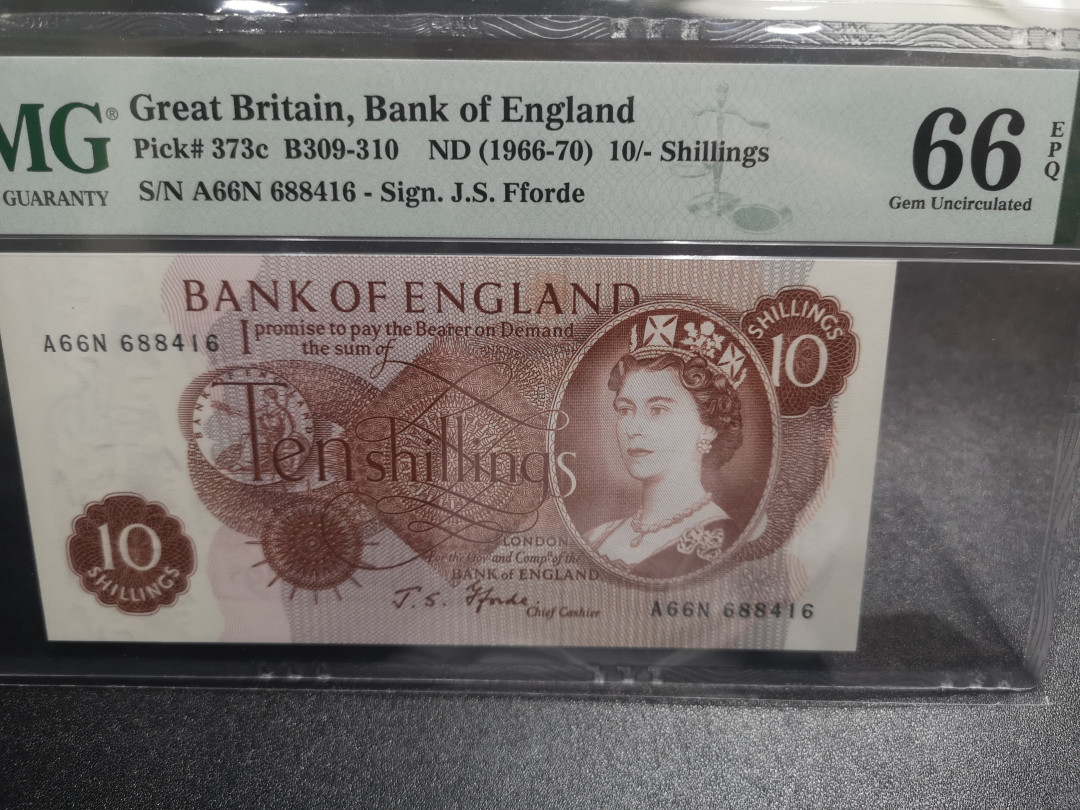 MG®
GUARANTY
Great Britain, Bank of England
Pick# 373c B309-310 ND (1966-70) 10/- Shillings
S/N A66N 688416 - Sign. J.S. Fforde
66
EPQ
Gem Uncirculated
BANK OF ENGLAND
A66N 688416
I promise to pay the Bearer on Demand
the sum of
SHILLINGS
10
Ten shillings
BANK
10
SHILLINGS
LONDON
For the Govr and Compa of the
BANK of ENGLAND
J. S. Fforde
Chief Cashier
A66N 688416